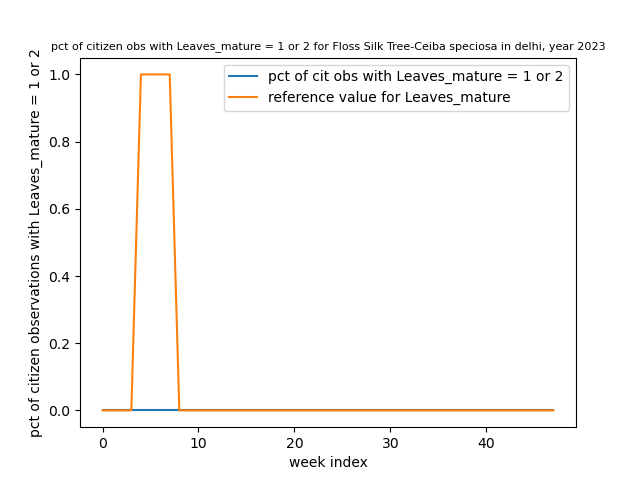 pct of citizen obs with Leaves_mature = 1 or 2 for Floss Silk Tree-Ceiba speciosa in delhi, year 2023
pct of cit obs with Leaves_mature = 1 or 2
reference value for Leaves_mature
pct of citizen observations with Leaves_mature = 1 or 2
1.0
0.8
0.6
0.4
0.2
0.0
0 10 20 30 40
week index